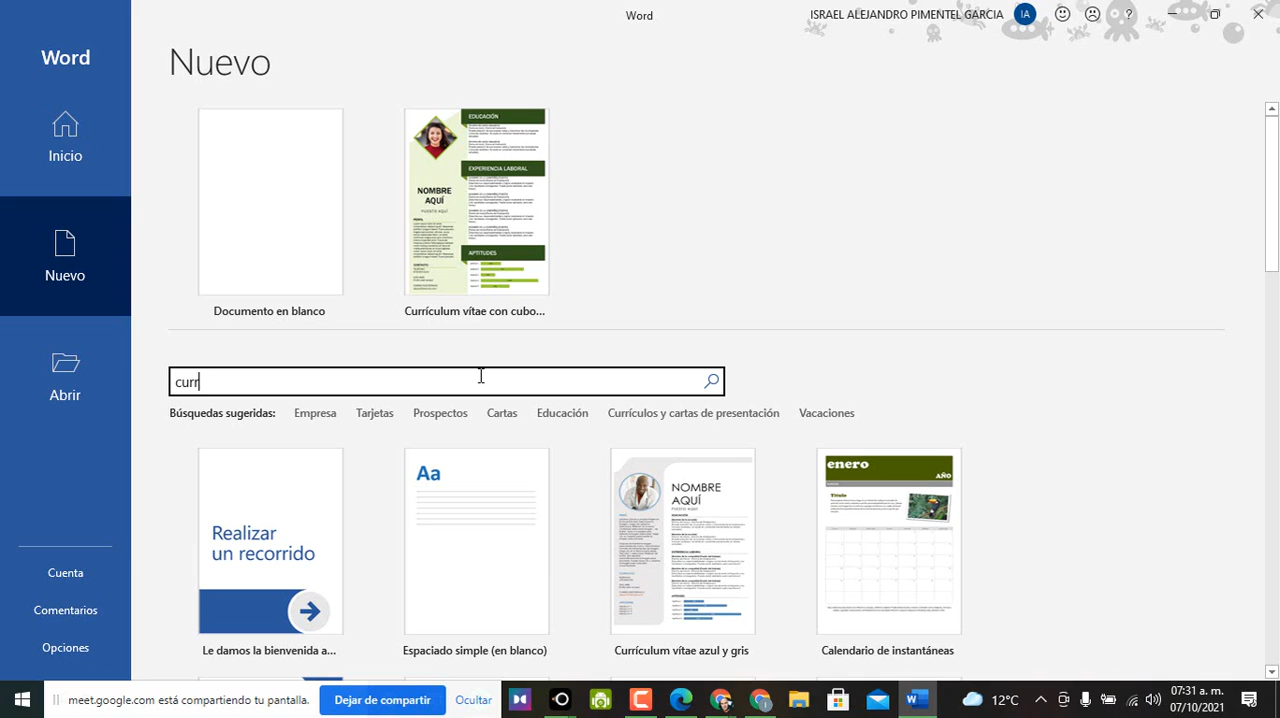 Word
ISRAEL ALEJANDRO PIMENTEL GARCIA IA ?
Word
Inicio
Nuevo
Abrir
Cuenta
Comentarios
Opciones
Nuevo
EDUCACIÓN
EXPERIENCIA LABORAL
NOMBRE
AQUÍ
PUESTO AQUÍ
APTITUDES
Documento en blanco
Currículum vítae con cubo...
curr
Búsquedas sugeridas: Empresa Tarjetas Prospectos Cartas Educación Currículos y cartas de presentación Vacaciones
Realizar
un recorrido
Aa
NOMBRE
AQUÍ
enero
AÑO
Título
Le damos la bienvenida a...
Espaciado simple (en blanco)
Currículum vítae azul y gris
Calendario de instantáneas
meet.google.com está compartiendo tu pantalla.
Dejar de compartir
Ocultar
12°C
07:31 a. m.
07/10/2021